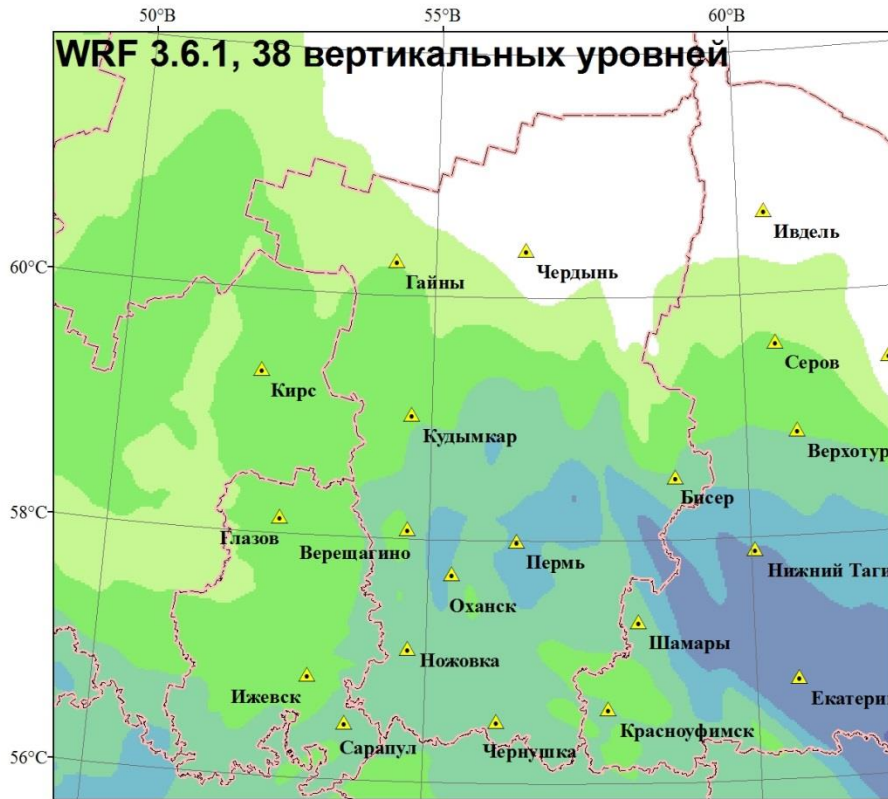 50°В 55°В 60°В
WRF 3.6.1, 38 вертикальных уровней
Ивдель
60°С
Гайны
Чердынь
Серов
Кирс
Кудымкар
Верхотур
Бисер
58°С
Глазов
Верещагино
Пермь
Нижний Таги
Оханск
Шамары
Ножовка
Ижевск
Екатерин
Красноуфимск
Сарапул
Чернушка
56°С